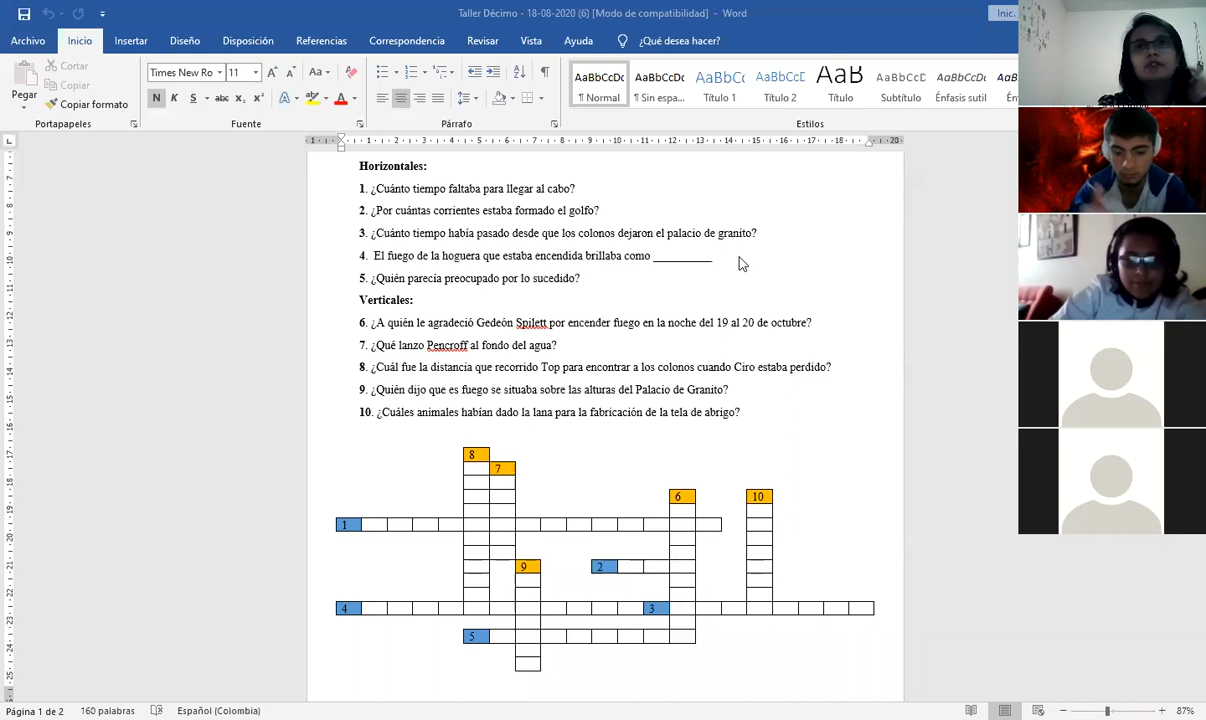 Taller Décimo - 18-08-2020 (6) [Modo de compatibilidad] - Word
Inic.
Archivo Inicio Insertar Diseño Disposición Referencias Correspondencia Revisar Vista Ayuda ¿Qué desea hacer?
Pegar
Cortar
Copiar
Copiar formato
Times New Ro 11
Aa
N K S abc x₂ x²
AaBbCcDc AaBbCcDc AaBbCc AaBbCcC AaB AaBbCcC AaBbCcDc
¶ Normal ¶ Sin espa... Título 1 Título 2 Título Subtítulo Énfasis sutil
Portapapeles Fuente Párrafo Estilos
Horizontales:
1. ¿Cuánto tiempo faltaba para llegar al cabo?
2. ¿Por cuántas corrientes estaba formado el golfo?
3. ¿Cuánto tiempo había pasado desde que los colonos dejaron el palacio de granito?
4. El fuego de la hoguera que estaba encendida brillaba como __________
5. ¿Quién parecía preocupado por lo sucedido?
Verticales:
6. ¿A quién le agradeció Gedeón Spilett por encender fuego en la noche del 19 al 20 de octubre?
7. ¿Qué lanzo Pencroff al fondo del agua?
8. ¿Cuál fue la distancia que recorrido Top para encontrar a los colonos cuando Ciro estaba perdido?
9. ¿Quién dijo que es fuego se situaba sobre las alturas del Palacio de Granito?
10. ¿Cuáles animales habían dado la lana para la fabricación de la tela de abrigo?
8
7
6 10
1
9 2
4 3
5
Página 1 de 2 160 palabras Español (Colombia) 87%